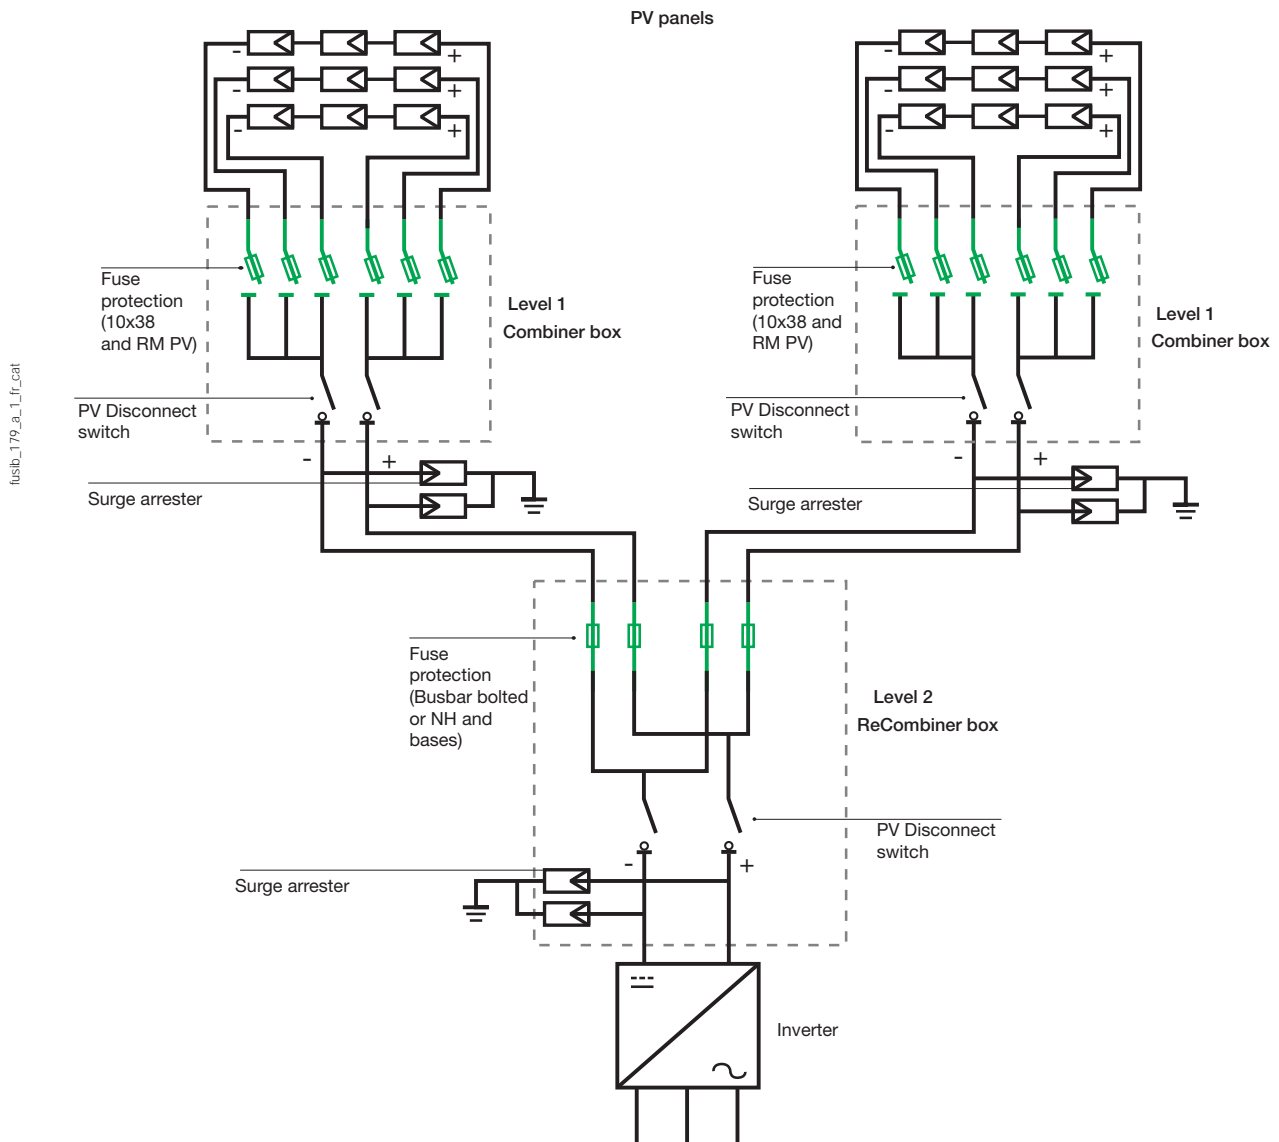 PV panels
- +
- +
- +
- +
- +
- +
Fuse
protection
(10x38
and RM PV)
Level 1
Combiner box
Fuse
protection
(10x38 and
RM PV)
Level 1
Combiner box
fusib_179_a_1_fr_cat
PV Disconnect
switch
PV Disconnect
switch
- +
- +
Surge arrester
Surge arrester
Fuse
protection
(Busbar bolted
or NH and
bases)
Level 2
ReCombiner box
PV Disconnect
switch
- +
Surge arrester
Inverter